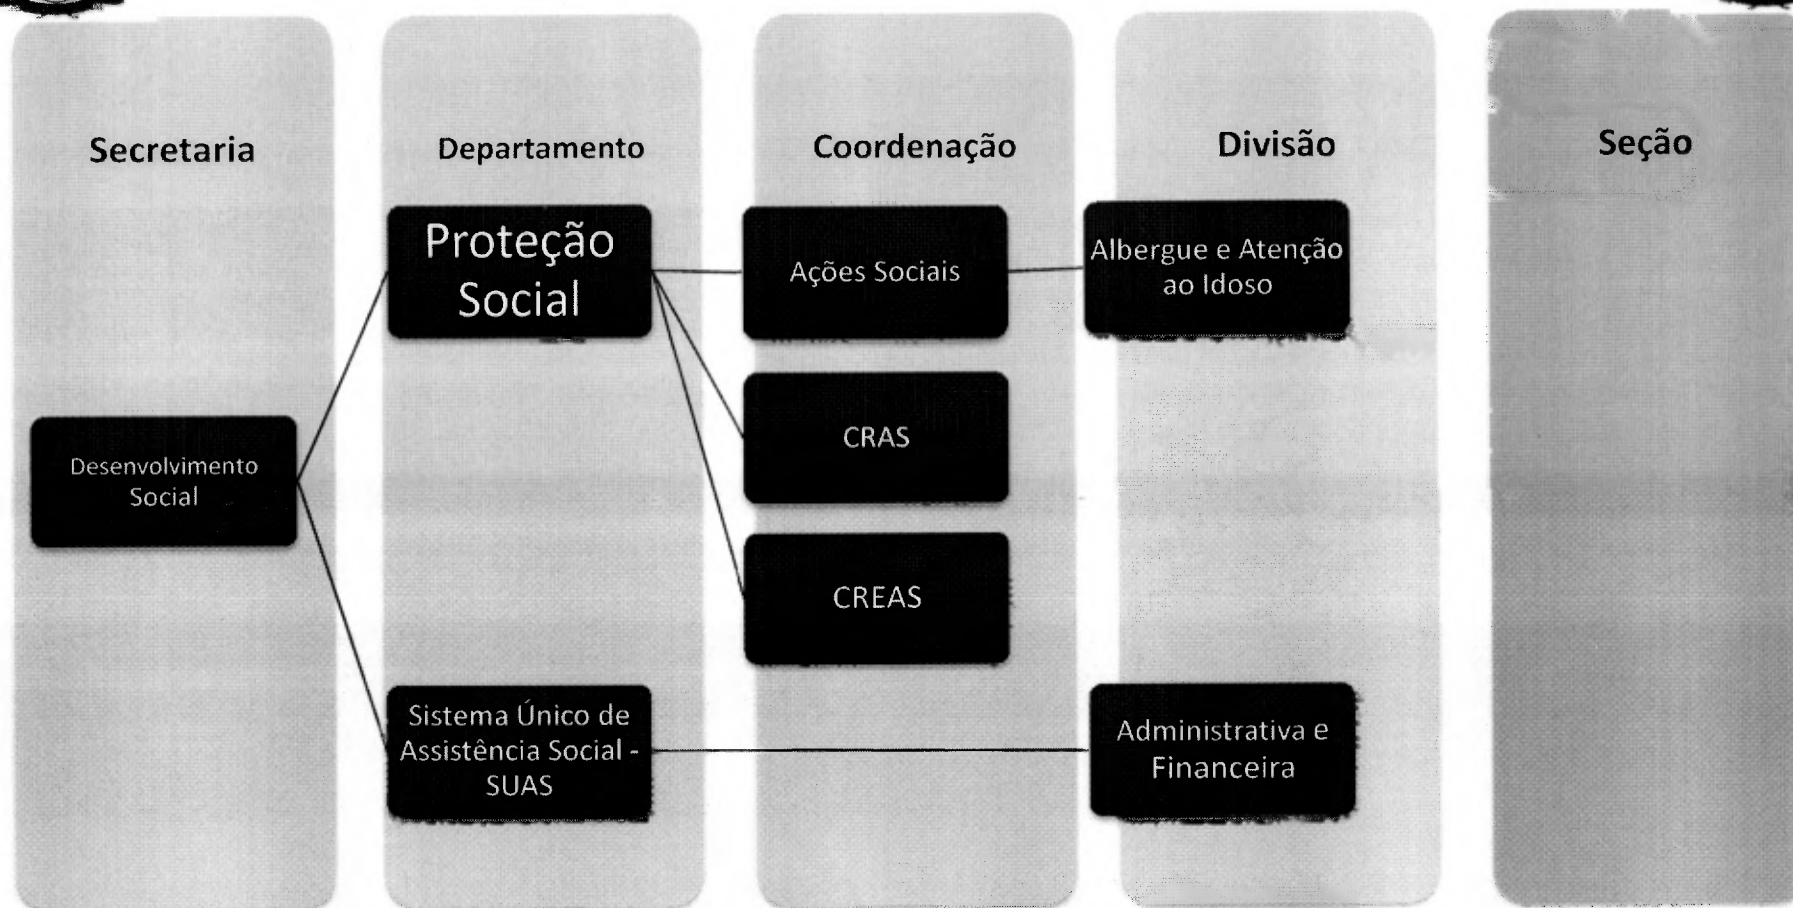 Secretaria
Departamento
Coordenação
Divisão
Seção
Proteção
Social
Ações Sociais
Albergue e Atenção
ao Idoso
CRAS
Desenvolvimento
Social
CREAS
Sistema Único de
Assistência Social -
SUAS
Administrativa e
Financeira